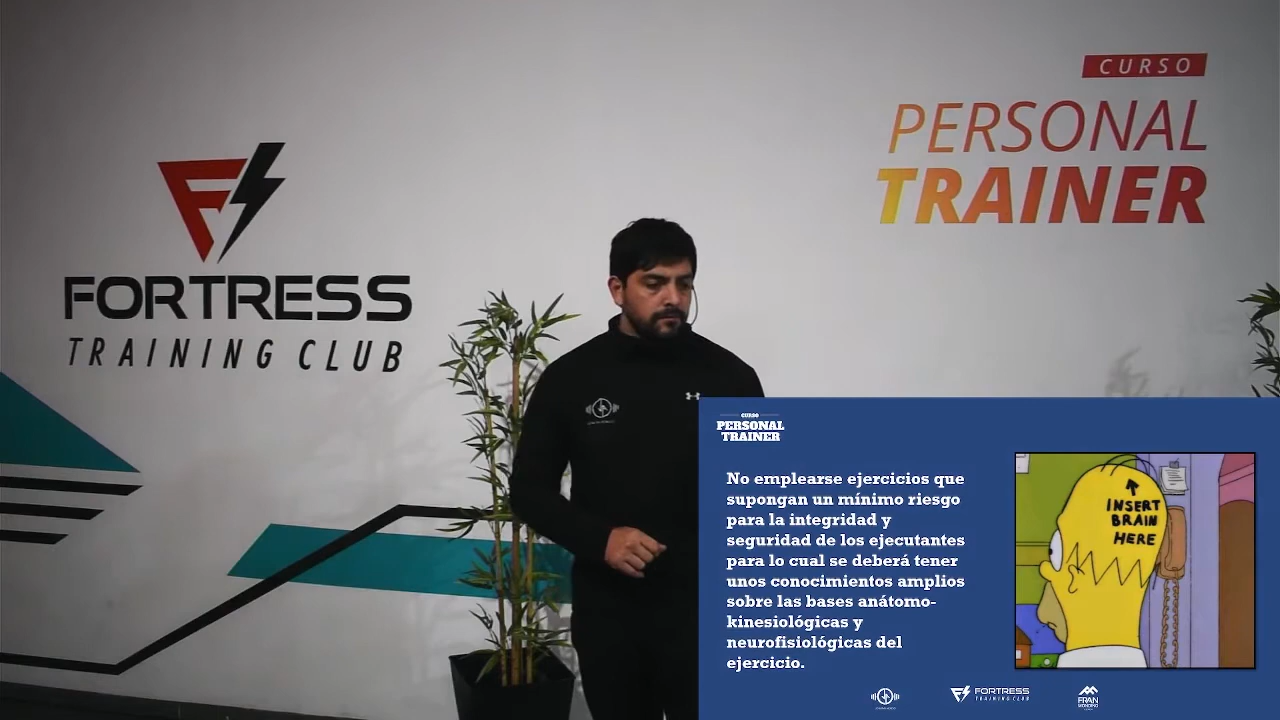 CURSO
PERSONAL
TRAINER
FORTRESS
TRAINING CLUB
CURSO
PERSONAL
TRAINER
No emplearse ejercicios que
supongan un mínimo riesgo
para la integridad y
seguridad de los ejecutantes
para lo cual se deberá tener
unos conocimientos amplios
sobre las bases anátomo-
kinesiológicas y
neurofisiológicas del
ejercicio.
INSERT
BRAIN
HERE
FORTRESS
TRAINING CLUB
FRAN